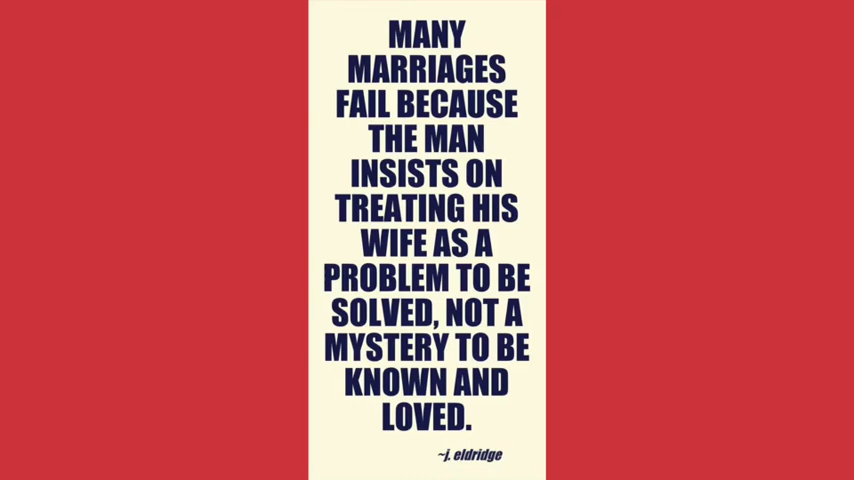 MANY
MARRIAGES
FAIL BECAUSE
THE MAN
INSISTS ON
TREATING HIS
WIFE AS A
PROBLEM TO BE
SOLVED, NOT A
MYSTERY TO BE
KNOWN AND
LOVED.
~j. eldridge